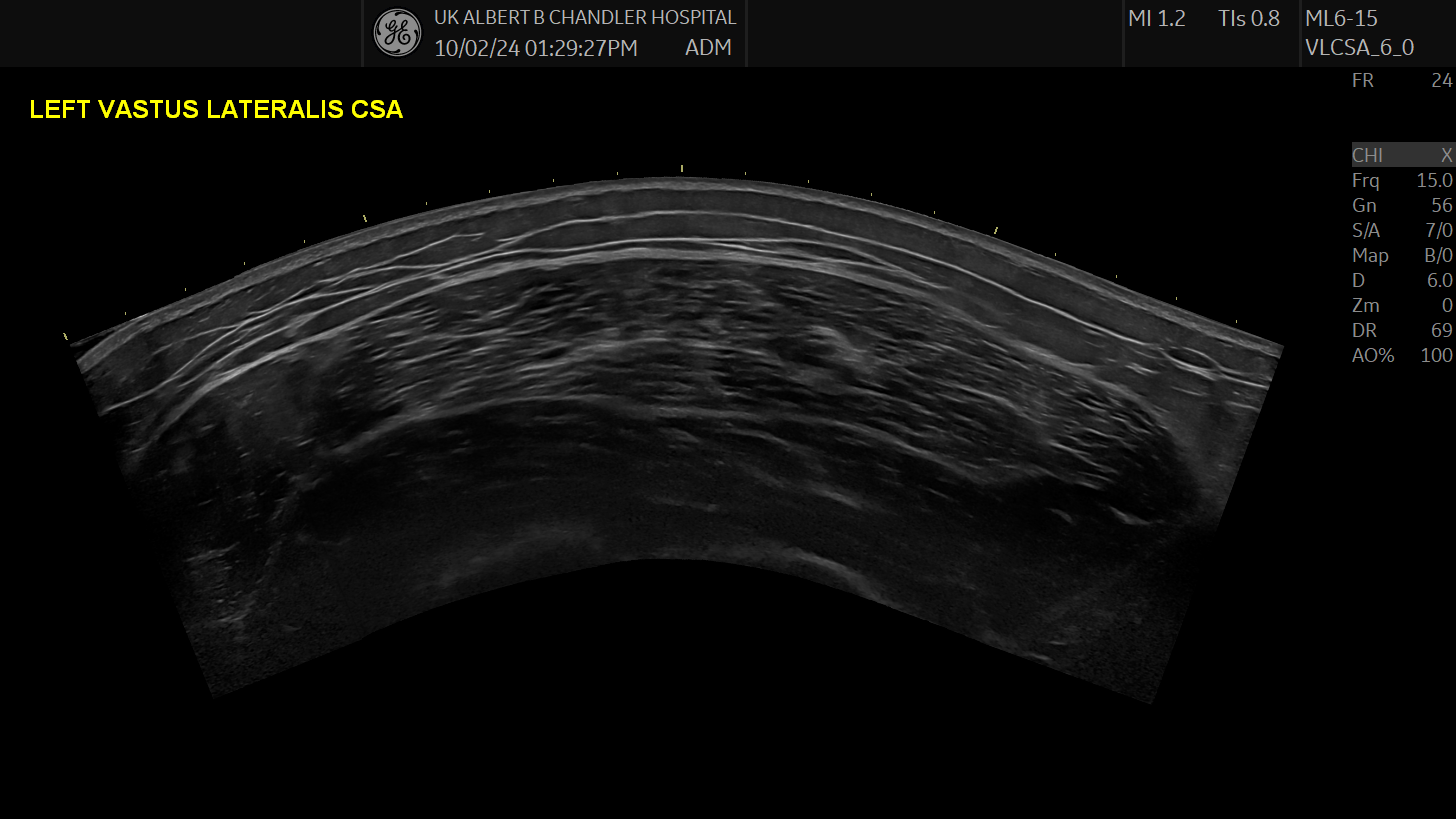 UK ALBERT B CHANDLER HOSPITAL
10/02/24 01:29:27PM ADM
MI 1.2 TIs 0.8
ML6-15
VLCSA_6_0
LEFT VASTUS LATERALIS CSA
FR 24
CHI X
Frq 15.0
Gn 56
S/A 7/0
Map B/0
D 6.0
Zm 0
DR 69
AO% 100